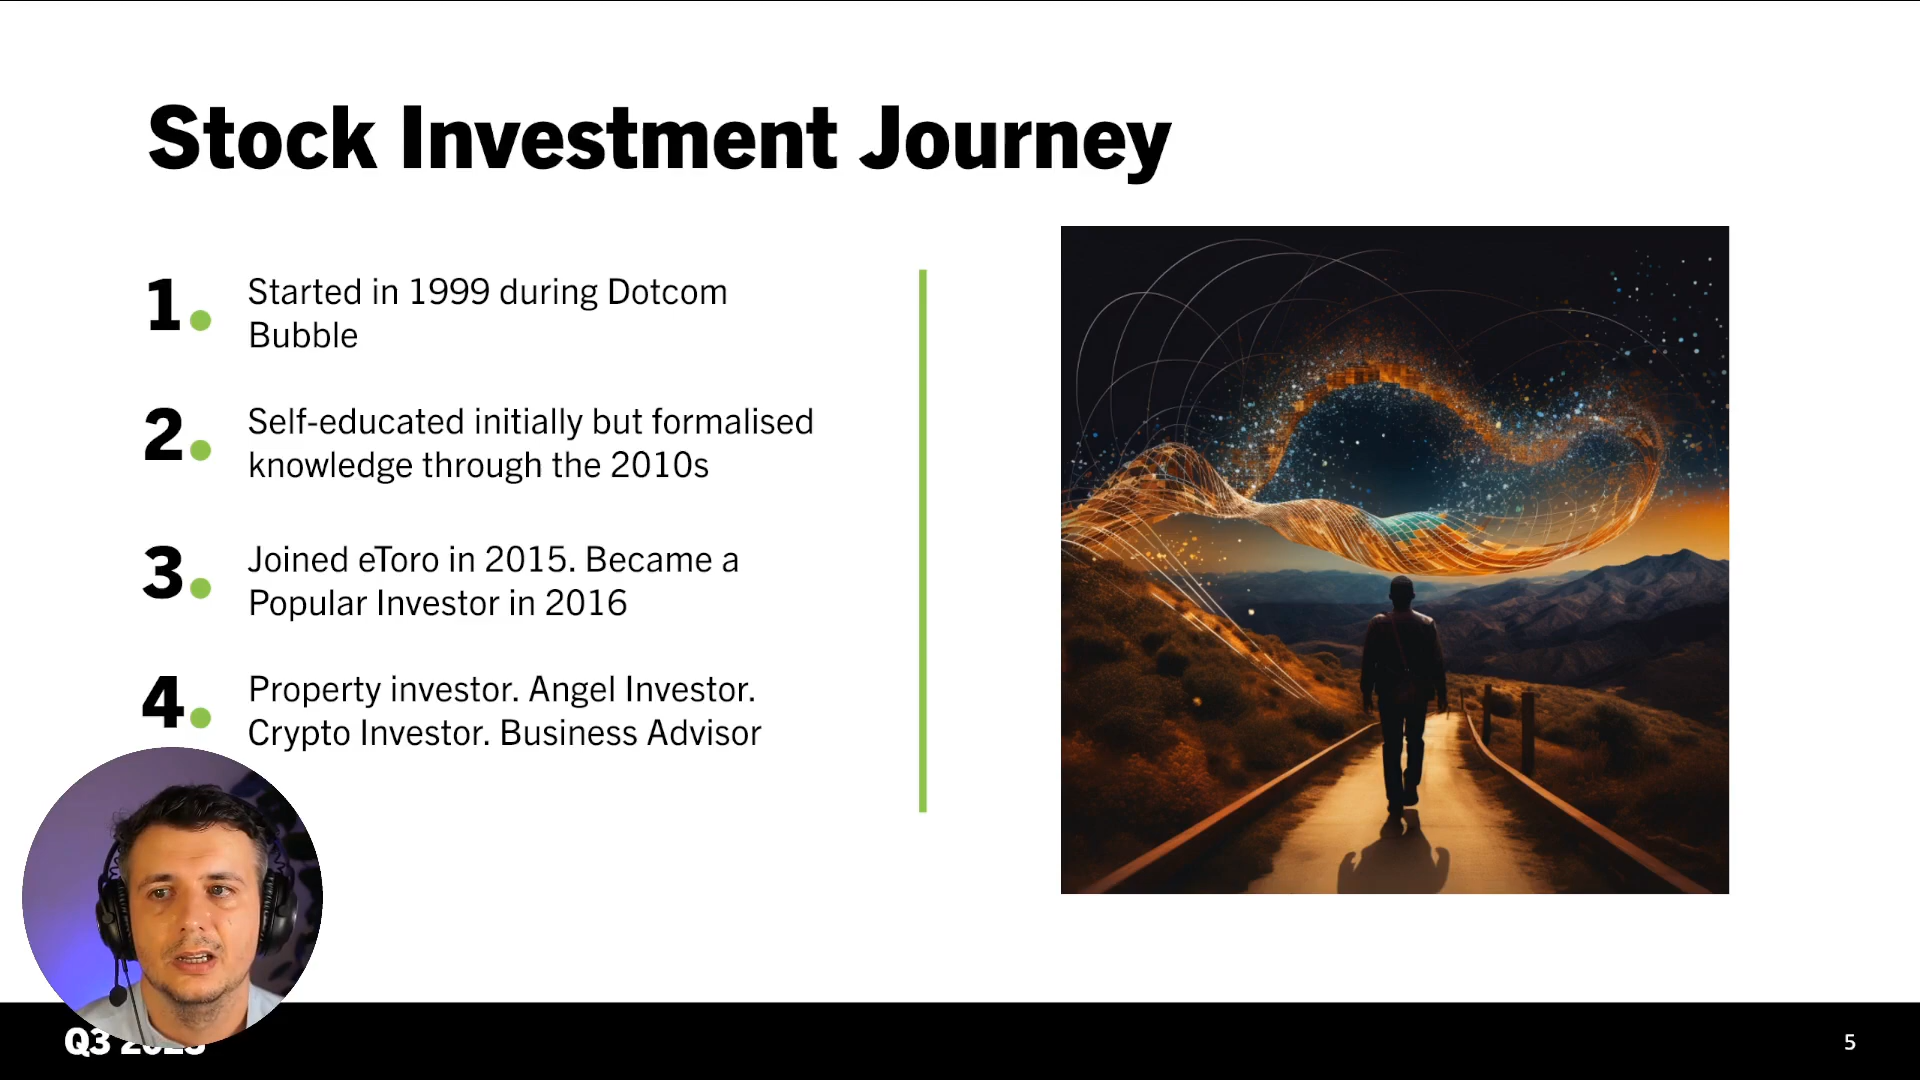 Stock Investment Journey
1.
Started in 1999 during Dotcom
Bubble
2.
Self-educated initially but formalised
knowledge through the 2010s
3.
Joined eToro in 2015. Became a
Popular Investor in 2016
4.
Property investor. Angel Investor.
Crypto Investor. Business Advisor
Q3
5